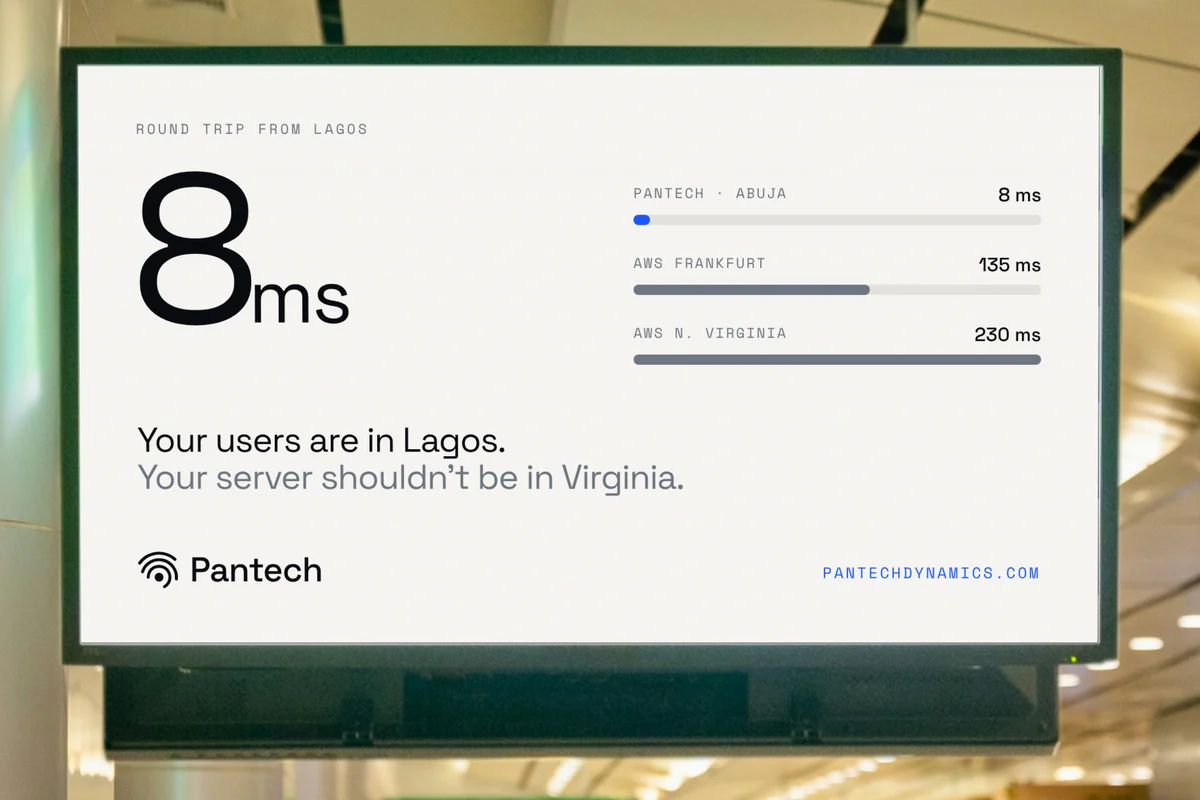 ROUND TRIP FROM LAGOS
8ms
PANTECH · ABUJA 8 ms
AWS FRANKFURT 135 ms
AWS N. VIRGINIA 230 ms
Your users are in Lagos.
Your server shouldn't be in Virginia.
Pantech
PANTECHDYNAMICS.COM